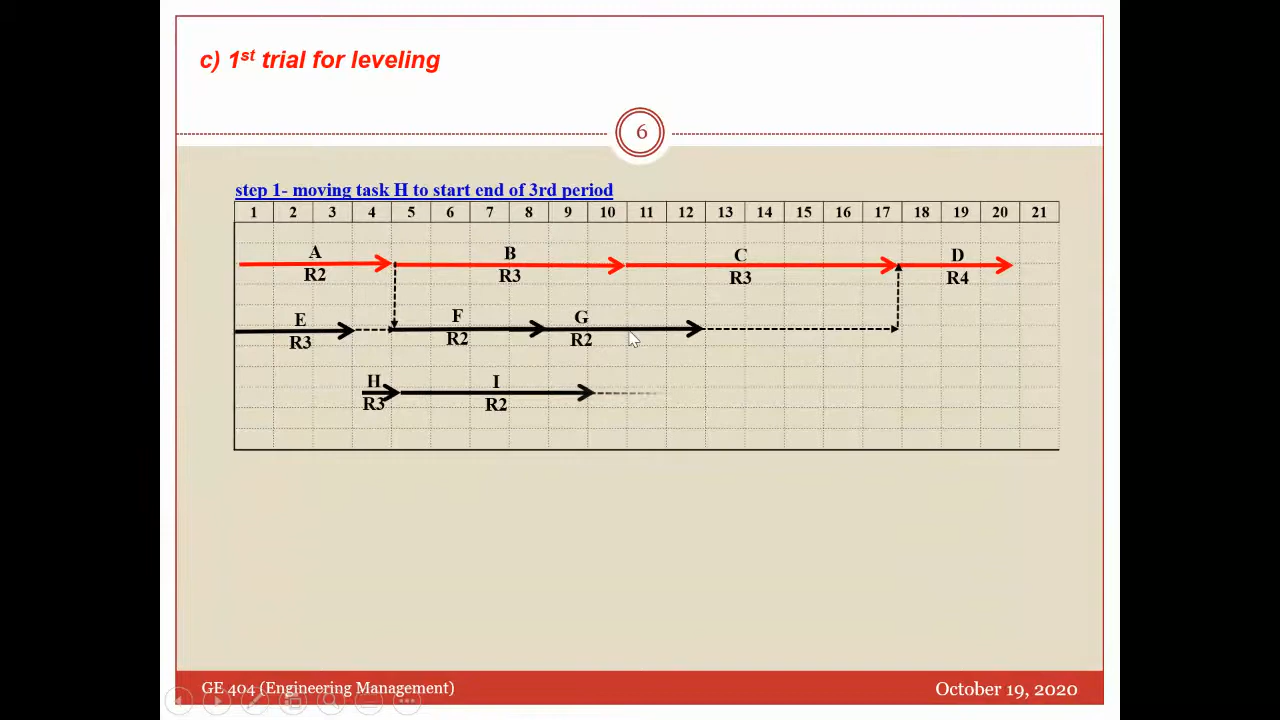 c) 1st trial for leveling
6
step 1- moving task H to start end of 3rd period
1 2 3 4 5 6 7 8 9 10 11 12 13 14 15 16 17 18 19 20 21
A B C D
R2 R3 R3 R4
E F G
R3 R2 R2
H I
R3 R2
GE 404 (Engineering Management) October 19, 2020